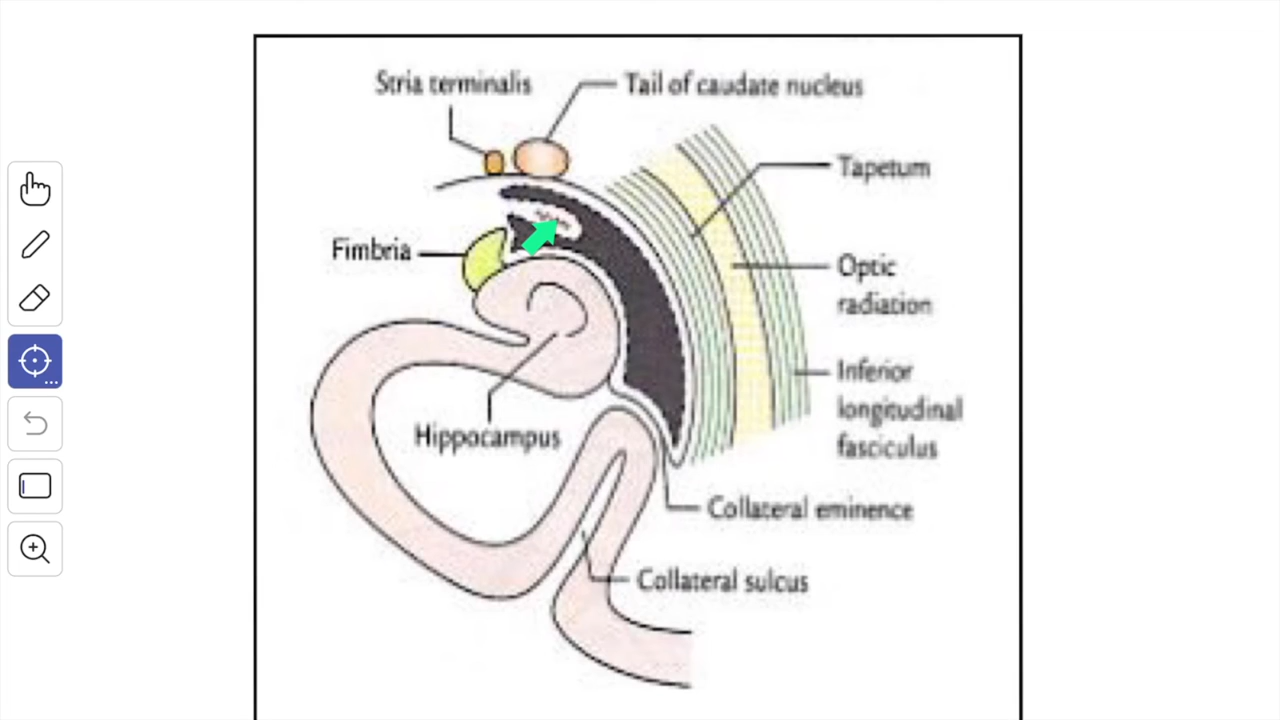 Stria terminalis
Tail of caudate nucleus
Tapetum
Fimbria
Optic
radiation
Inferior
longitudinal
fasciculus
Hippocampus
Collateral eminence
Collateral sulcus